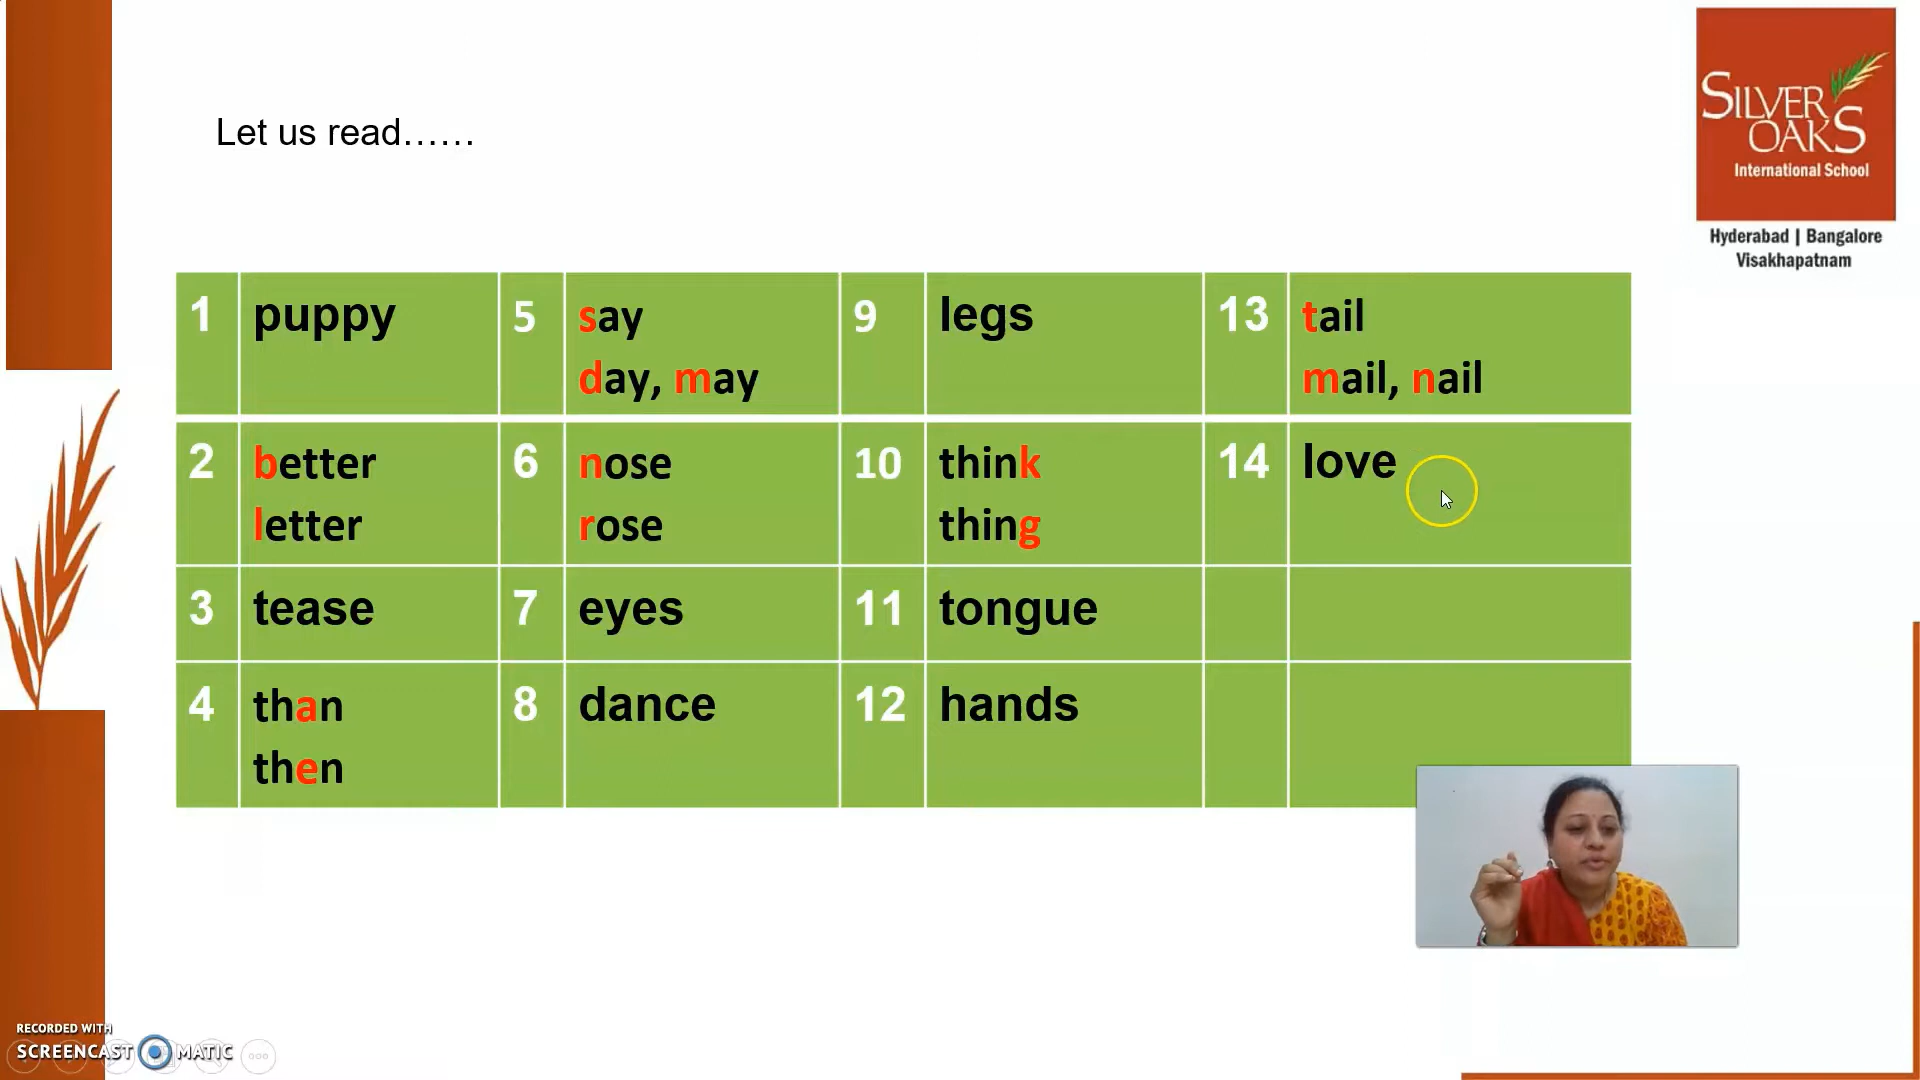 Let us read......
SILVER
OAKS
International School
Hyderabad | Bangalore
Visakhapatnam
1 puppy
5 say
day, may
9 legs
13 tail
mail, nail
2 better
letter
6 nose
rose
10 think
thing
14 love
3 tease
7 eyes
11 tongue
4 than
then
8 dance
12 hands
RECORDED WITH
SCREENCAST MATIC